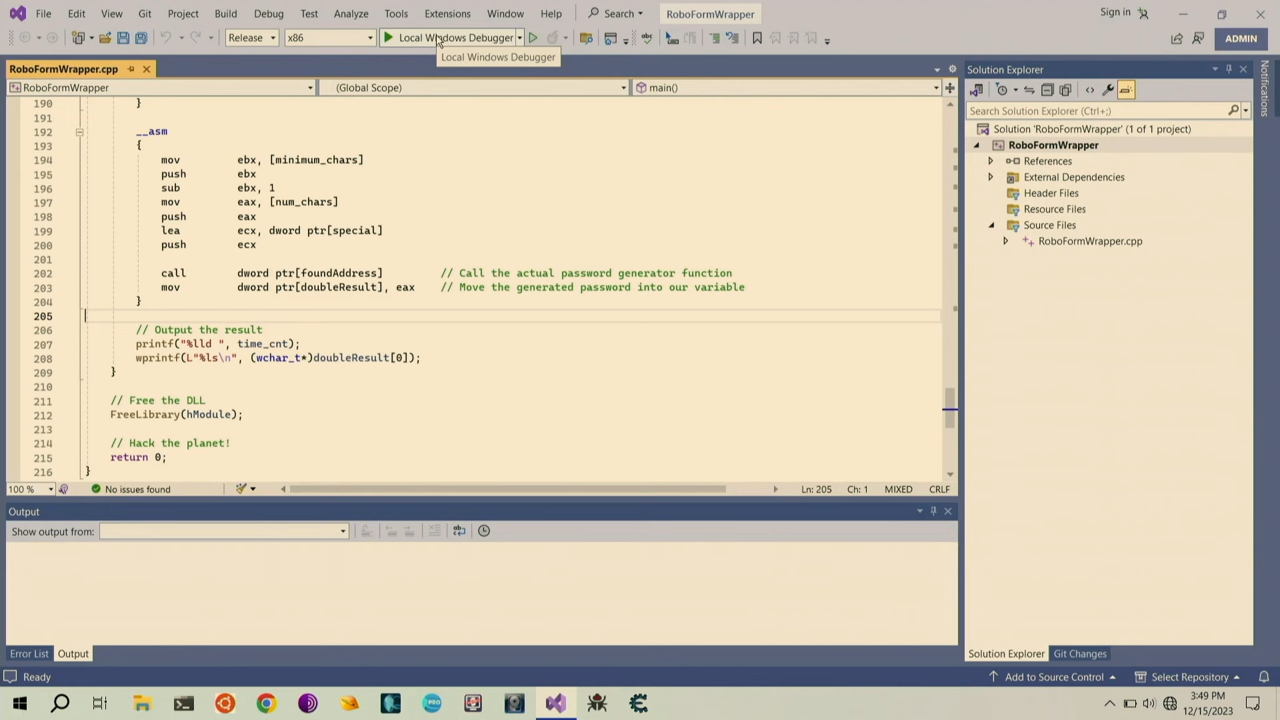 File Edit View Git Project Build Debug Test Analyze Tools Extensions Window Help Search RoboFormWrapper Sign in
Release x86 Local Windows Debugger ADMIN
Local Windows Debugger
RoboFormWrapper.cpp
RoboFormWrapper (Global Scope) main()
190 }
191
192 __asm
193 {
194 mov ebx, [minimum_chars]
195 push ebx
196 sub ebx, 1
197 mov eax, [num_chars]
198 push eax
199 lea ecx, dword ptr[special]
200 push ecx
201
202 call dword ptr[foundAddress] // Call the actual password generator function
203 mov dword ptr[doubleResult], eax // Move the generated password into our variable
204 }
205
206 // Output the result
207 printf("%lld ", time_cnt);
208 wprintf(L"%ls\n", (wchar_t*)doubleResult[0]);
209 }
210
211 // Free the DLL
212 FreeLibrary(hModule);
213
214 // Hack the planet!
215 return 0;
216 }
100 % No issues found Ln: 205 Ch: 1 MIXED CRLF
Output
Show output from:
Error List Output
Solution Explorer
Search Solution Explorer (Ctrl+;)
Solution 'RoboFormWrapper' (1 of 1 project)
RoboFormWrapper
References
External Dependencies
Header Files
Resource Files
Source Files
RoboFormWrapper.cpp
Solution Explorer Git Changes
Notifications
Ready Add to Source Control Select Repository
PRO
3:49 PM
12/15/2023